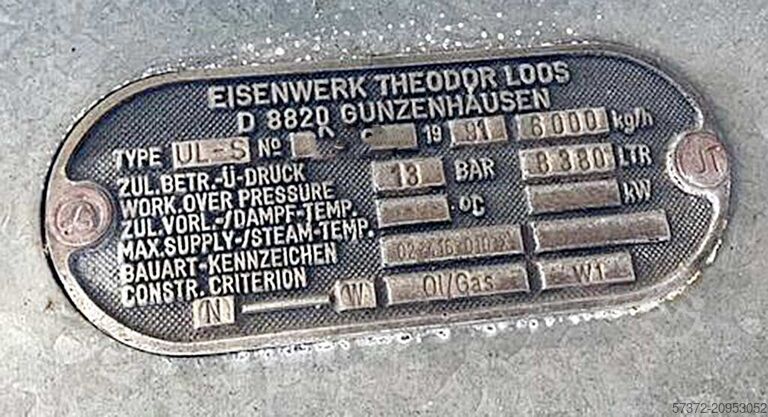 EISENWERK THEODOR LOOS
D 8820 GUNZENHAUSEN
TYPE UL-S No 19 91 6000 kg/h
ZUL.BETR.-Ü-DRUCK 13 BAR 8380 LTR
WORK.OVER PRESSURE
ZUL.VORL.-/DAMPF-TEMP. °C kW
MAX.SUPPLY-/STEAM-TEMP.
BAUART-KENNZEICHEN
CONSTR. CRITERION
N W Öl/Gas W1
57372-20953052